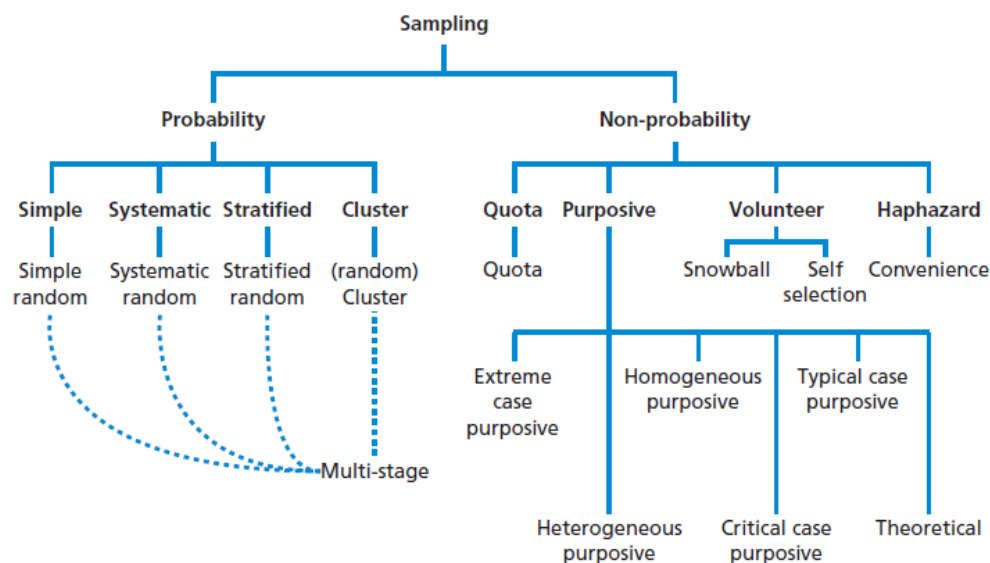 Sampling
Probability
Non-probability
Simple
Systematic
Stratified
Cluster
Quota
Purposive
Volunteer
Haphazard
Simple
random
Systematic
random
Stratified
random
(random)
Cluster
Quota
Snowball
Self
selection
Convenience
Extreme
case
purposive
Homogeneous
purposive
Typical case
purposive
Multi-stage
Heterogeneous
purposive
Critical case
purposive
Theoretical